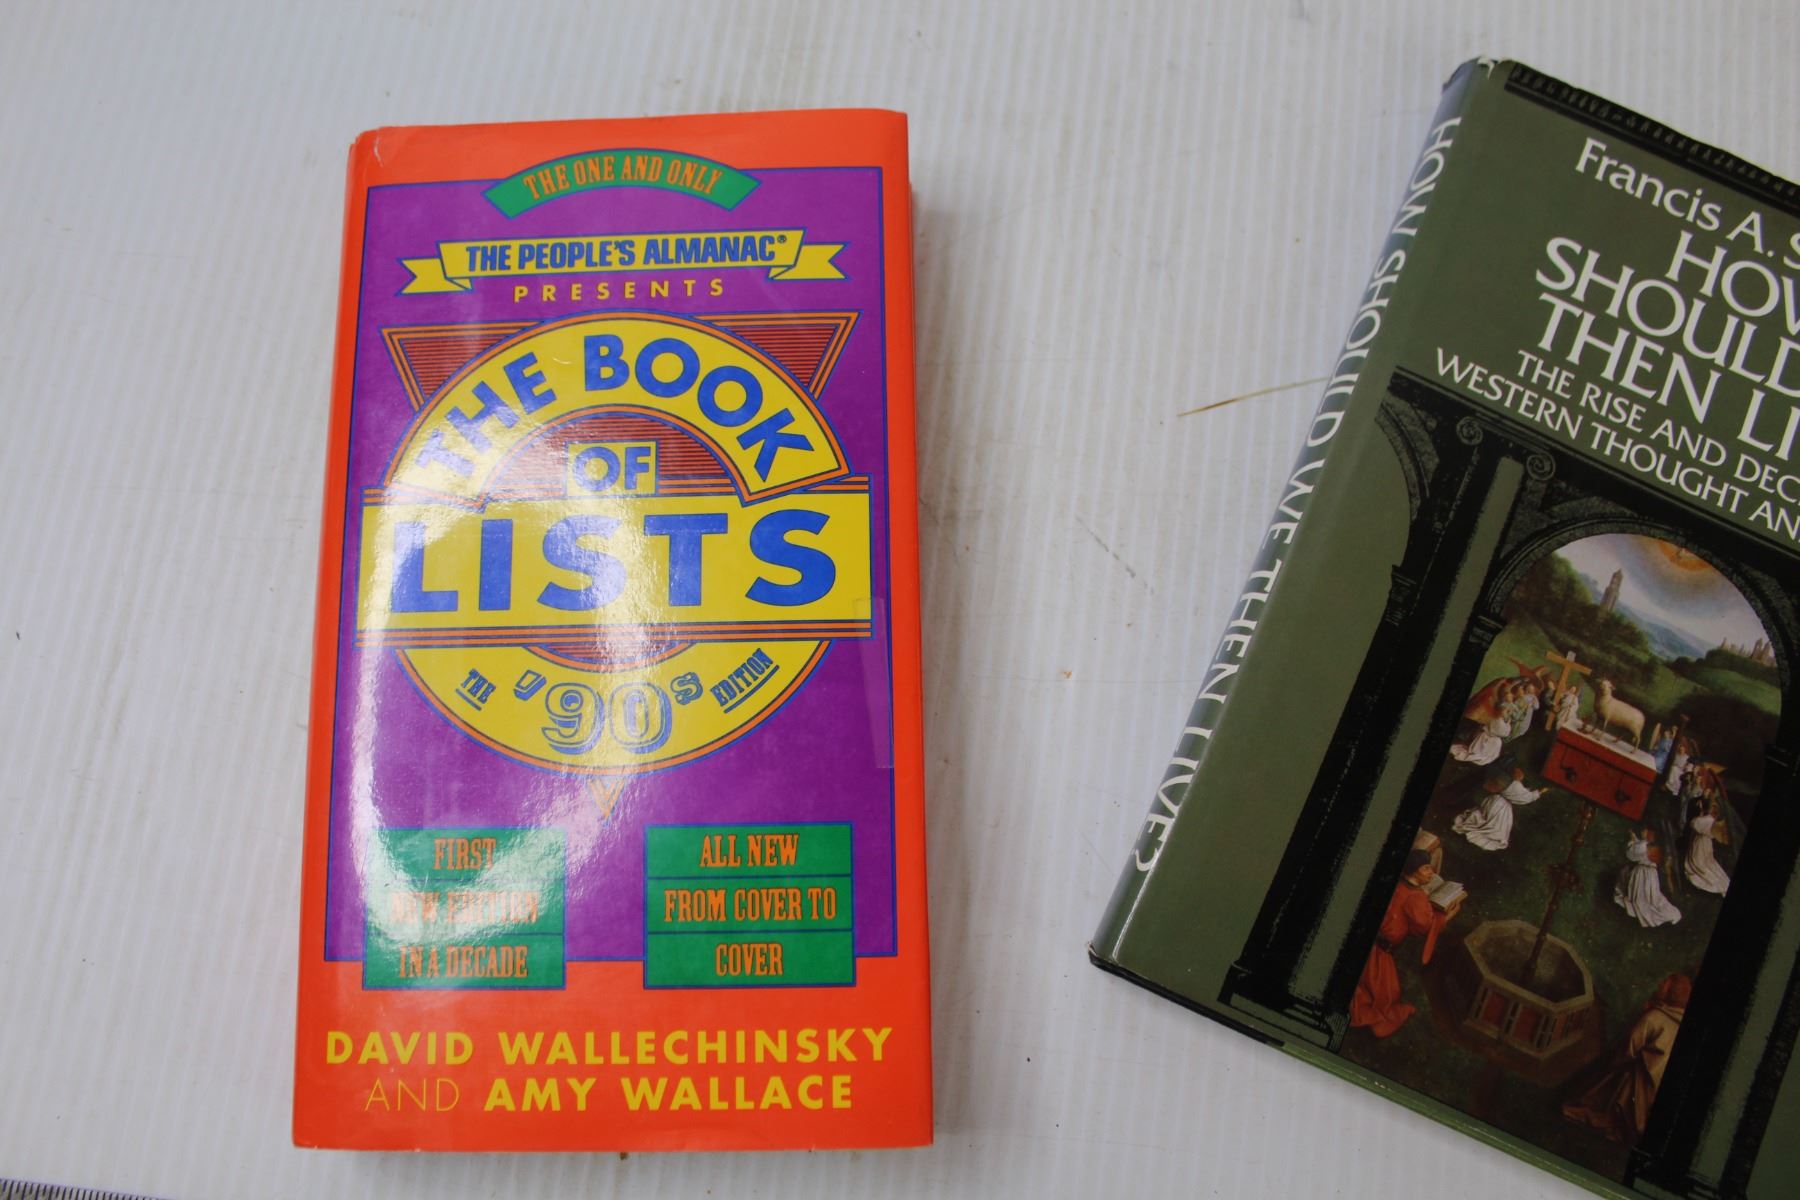 THE ONE AND ONLY
THE PEOPLE'S ALMANAC®
PRESENTS
THE BOOK
OF
LISTS
THE '90s EDITION
FIRST
NEW EDITION
IN A DECADE
ALL NEW
FROM COVER TO
COVER
DAVID WALLECHINSKY
AND AMY WALLACE
HOW SHOULD WE THEN LIVE?
Francis A.
SHOULD
THEN
THE RISE AND
WESTERN THOUGHT